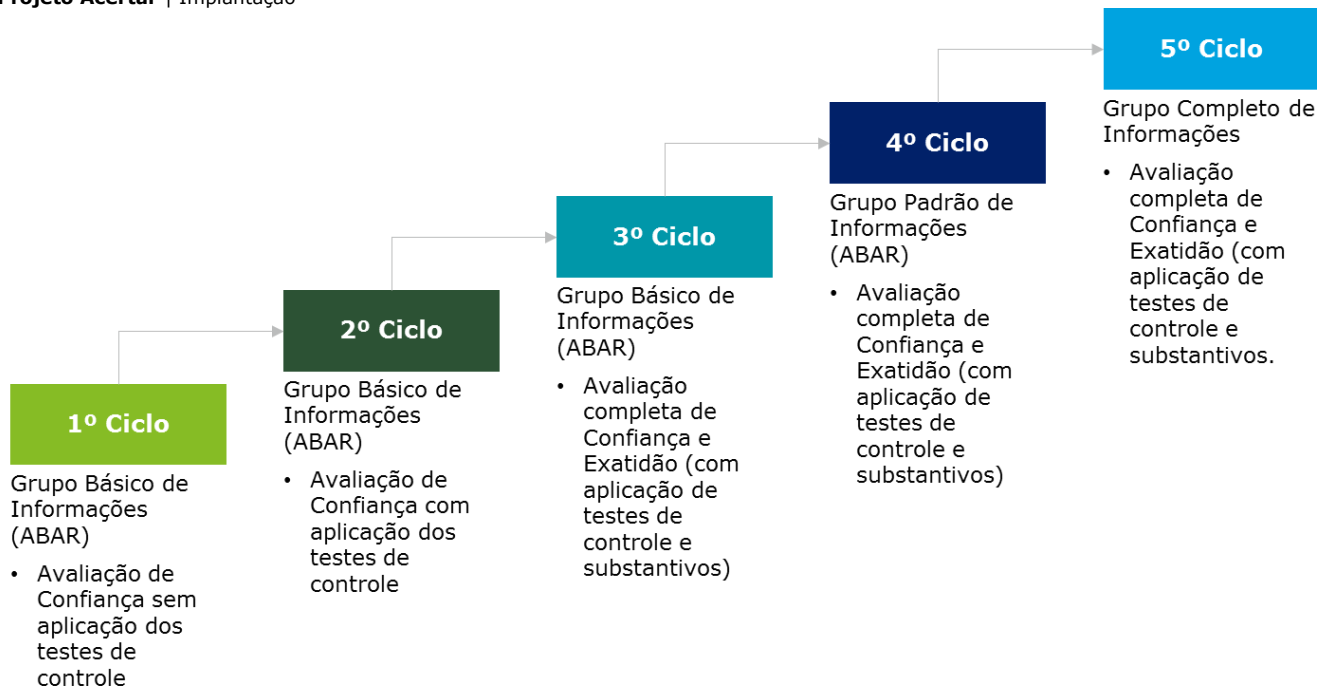 Projeto Acertar | Implantação
1º Ciclo
Grupo Básico de
Informações
(ABAR)
• Avaliação de
Confiança sem
aplicação dos
testes de
controle
2º Ciclo
Grupo Básico de
Informações
(ABAR)
• Avaliação de
Confiança com
aplicação dos
testes de
controle
3º Ciclo
Grupo Básico de
Informações
(ABAR)
• Avaliação
completa de
Confiança e
Exatidão (com
aplicação de
testes de
controle e
substantivos)
4º Ciclo
Grupo Padrão de
Informações
(ABAR)
• Avaliação
completa de
Confiança e
Exatidão (com
aplicação de
testes de
controle e
substantivos)
5º Ciclo
Grupo Completo de
Informações
• Avaliação
completa de
Confiança e
Exatidão (com
aplicação de
testes de
controle e
substantivos.